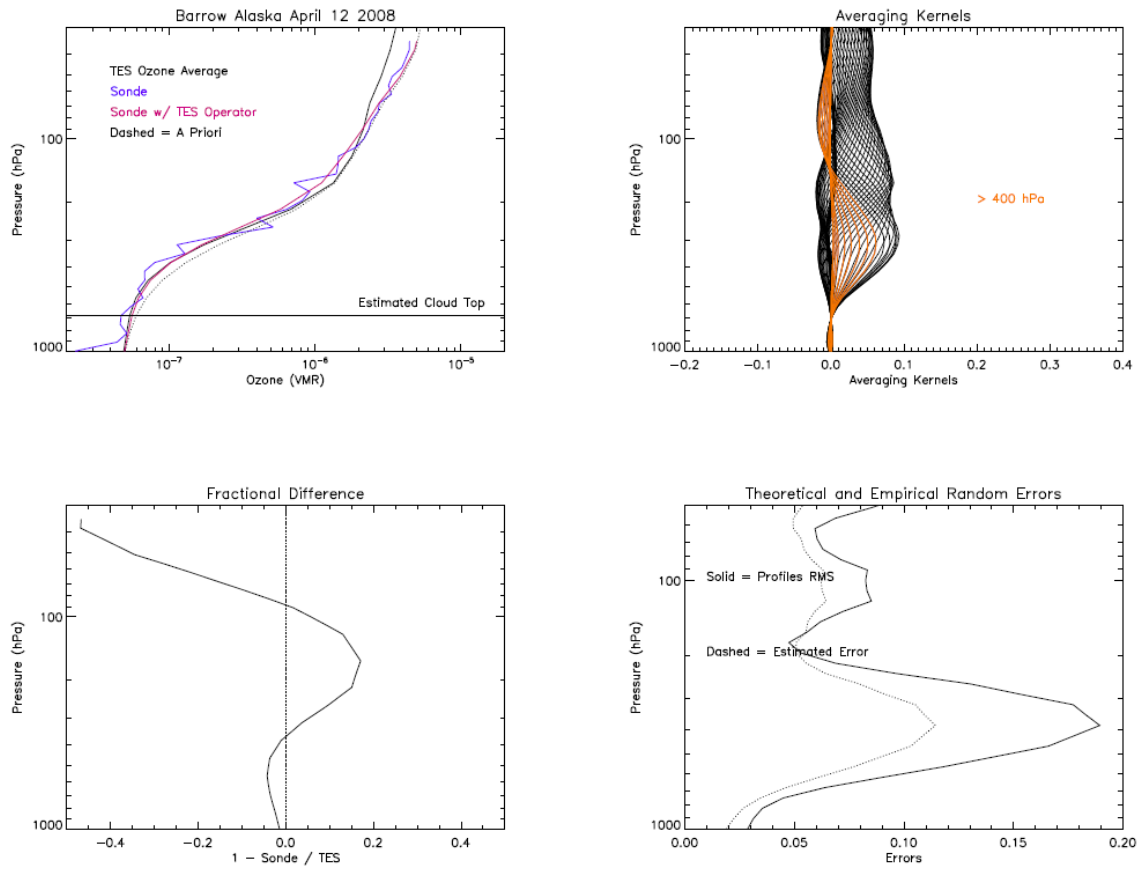 Barrow Alaska April 12 2008
TES Ozone Average
Sonde
Sonde w/ TES Operator
Dashed = A Priori
Estimated Cloud Top
100
1000
Pressure (hPa)
10⁻⁷
10⁻⁶
10⁻⁵
Ozone (VMR)
Averaging Kernels
> 400 hPa
100
1000
Pressure (hPa)
−0.2
−0.1
0.0
0.1
0.2
0.3
0.4
Averaging Kernels
Fractional Difference
100
1000
Pressure (hPa)
−0.4
−0.2
0.0
0.2
0.4
1 − Sonde / TES
Theoretical and Empirical Random Errors
Solid = Profiles RMS
Dashed = Estimated Error
100
1000
Pressure (hPa)
0.00
0.05
0.10
0.15
0.20
Errors